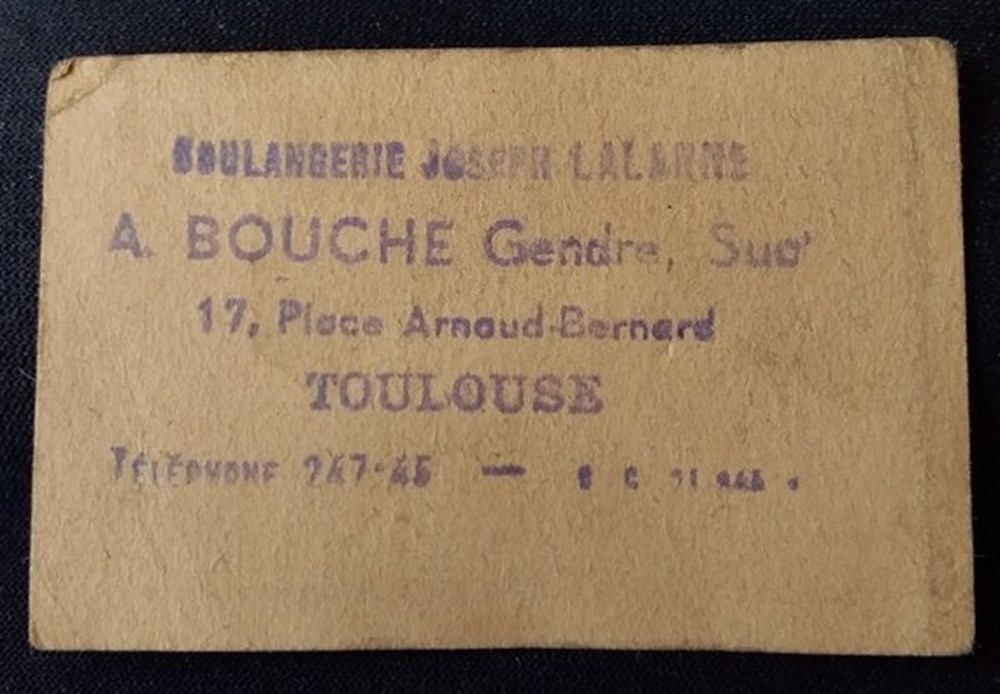 BOULANGERIE JOSEPH LALANNE
A. BOUCHE Gendre, Sucr
17, Place Arnaud-Bernard
TOULOUSE
TÉLÉPHONE 247-45 —